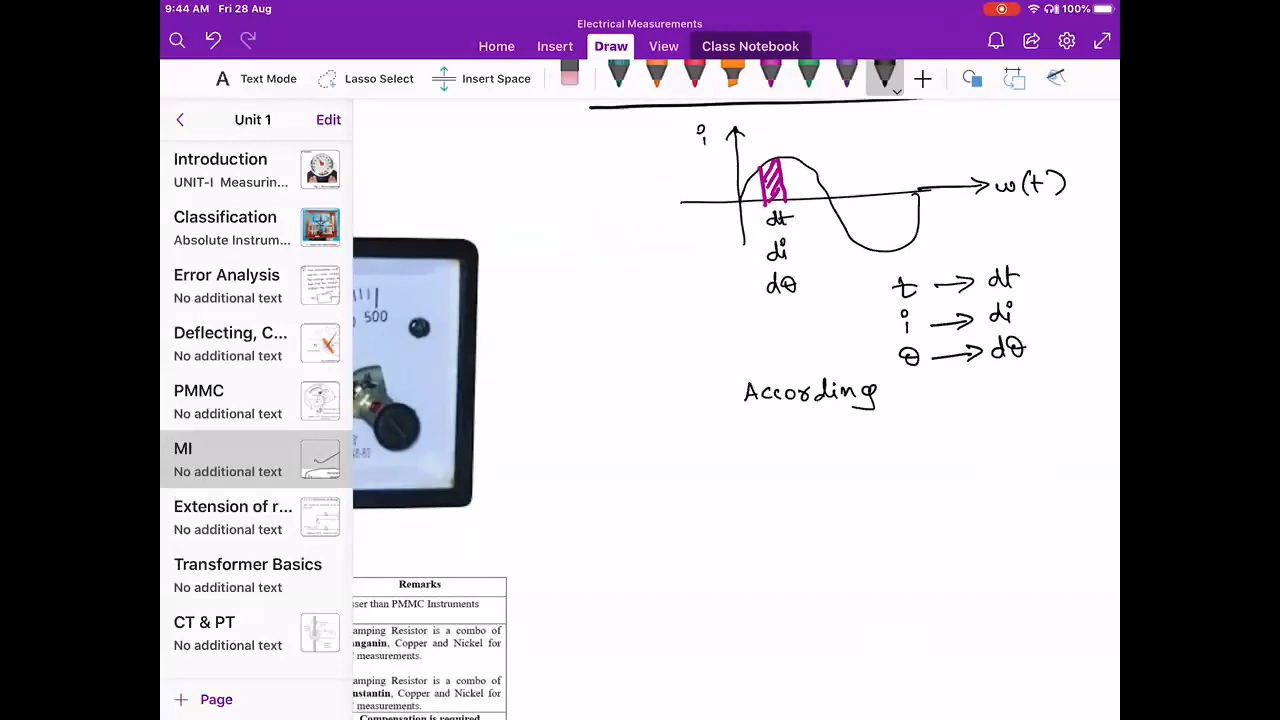 9:44 AM Fri 28 Aug
100%
Electrical Measurements
Home Insert Draw View Class Notebook
A Text Mode Lasso Select Insert Space
Unit 1 Edit
Introduction
UNIT-I Measurin...
Classification
Absolute Instrum...
Error Analysis
No additional text
Deflecting, C...
No additional text
PMMC
No additional text
MI
No additional text
Extension of r...
No additional text
Transformer Basics
No additional text
CT & PT
No additional text
+ Page
500
i
ω(t)
dt
di
dθ
t → dt
i → di
θ → dθ
According
Remarks
sser than PMMC Instruments
amping Resistor is a combo of
anganin, Copper and Nickel for
measurements.
amping Resistor is a combo of
nstantin, Copper and Nickel for
measurements.
Compensation is required